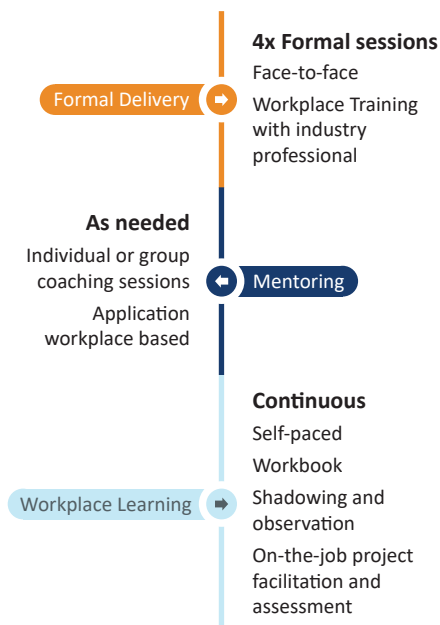 4x Formal sessions
Face-to-face
Formal Delivery
Workplace Training
with industry
professional
As needed
Individual or group
coaching sessions
Mentoring
Application
workplace based
Continuous
Self-paced
Workbook
Workplace Learning
Shadowing and
observation
On-the-job project
facilitation and
assessment